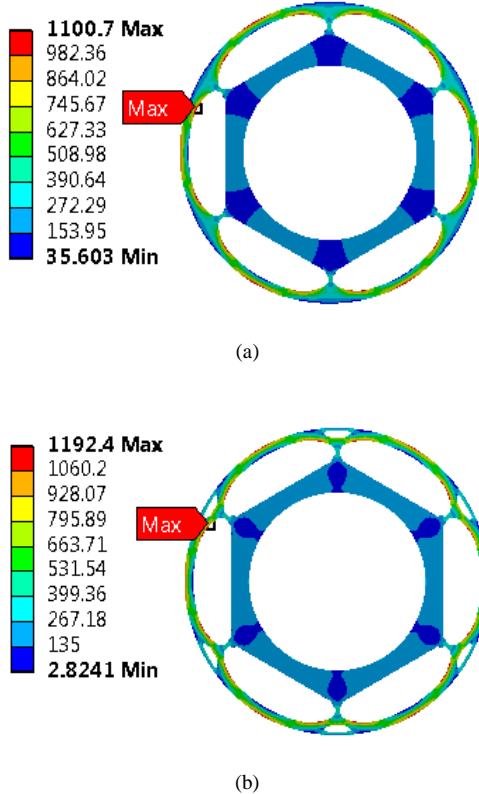 1100.7 Max
982.36
864.02
745.67
627.33
508.98
390.64
272.29
153.95
35.603 Min
Max
(a)
1192.4 Max
1060.2
928.07
795.89
663.71
531.54
399.36
267.18
135
2.8241 Min
Max
(b)